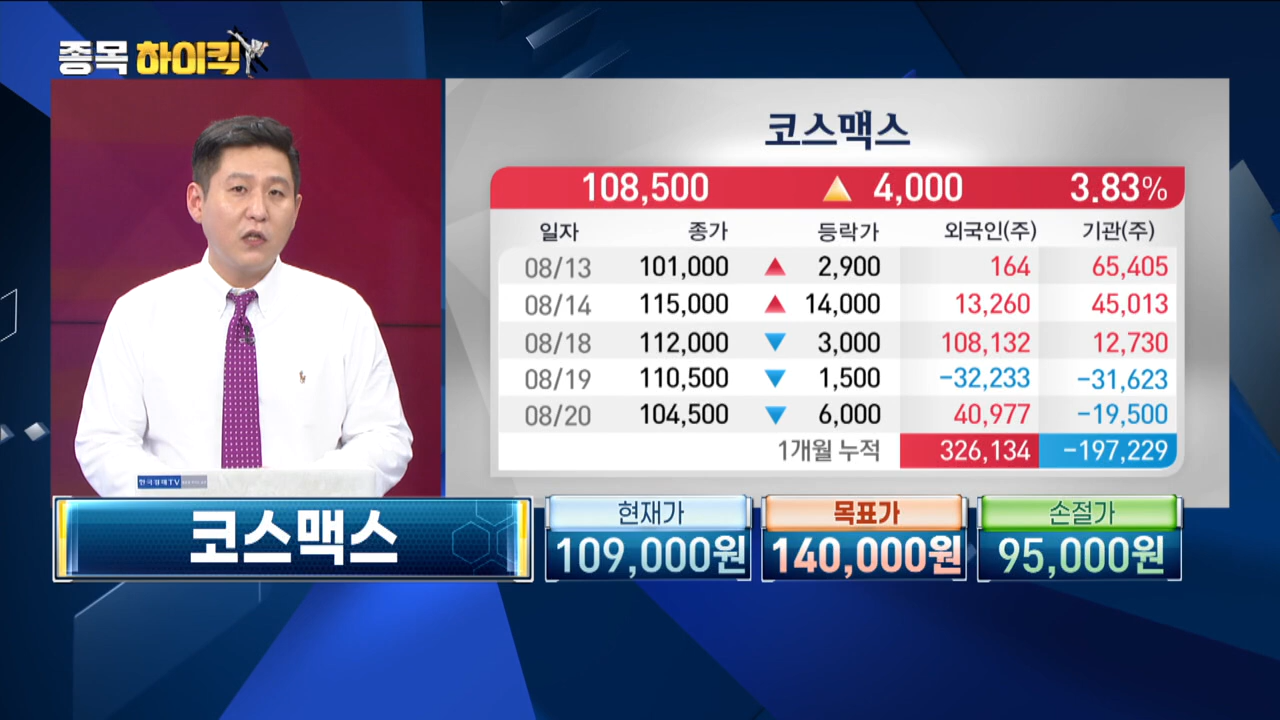 종목 하이킥
코스맥스
108,500 ▲ 4,000 3.83%
일자 종가 등락가 외국인(주) 기관(주)
08/13 101,000 ▲ 2,900 164 65,405
08/14 115,000 ▲ 14,000 13,260 45,013
08/18 112,000 ▼ 3,000 108,132 12,730
08/19 110,500 ▼ 1,500 -32,233 -31,623
08/20 104,500 ▼ 6,000 40,977 -19,500
1개월 누적 326,134 -197,229
한국경제TV
코스맥스
현재가 목표가 손절가
109,000원 140,000원 95,000원